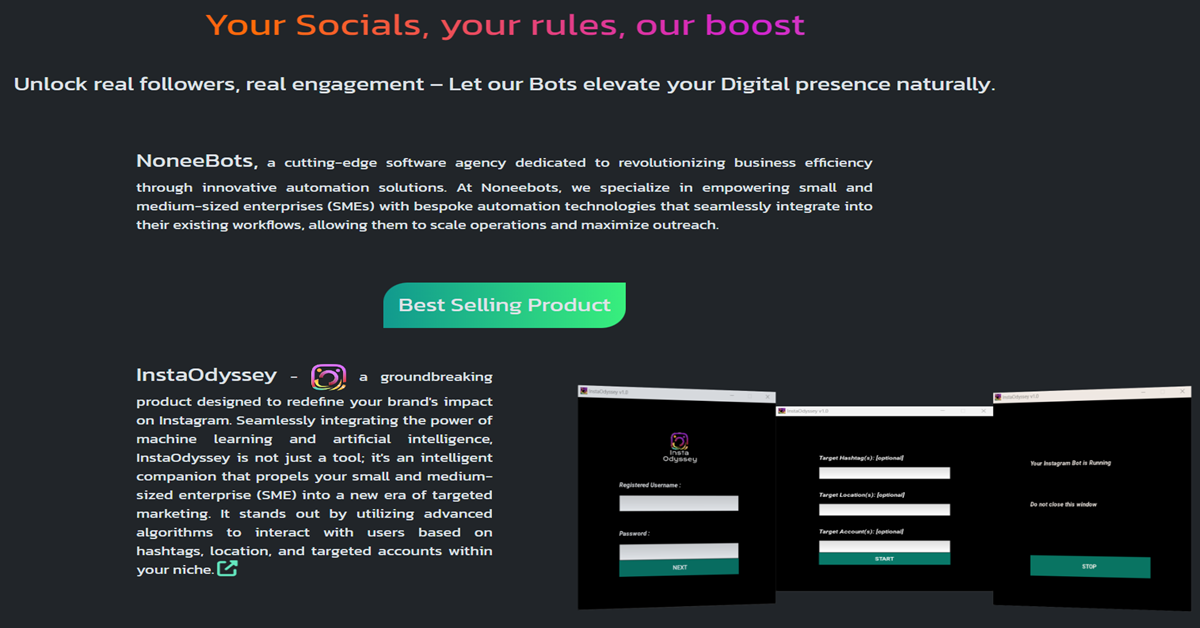 Your Socials, your rules, our boost
Unlock real followers, real engagement – Let our Bots elevate your Digital presence naturally.
NoneeBots, a cutting-edge software agency dedicated to revolutionizing business efficiency
through innovative automation solutions. At Noneebots, we specialize in empowering small and
medium-sized enterprises (SMEs) with bespoke automation technologies that seamlessly integrate into
their existing workflows, allowing them to scale operations and maximize outreach.
Best Selling Product
InstaOdyssey - a groundbreaking
product designed to redefine your brand's impact
on Instagram. Seamlessly integrating the power of
machine learning and artificial intelligence,
InstaOdyssey is not just a tool; it's an intelligent
companion that propels your small and medium-
sized enterprise (SME) into a new era of targeted
marketing. It stands out by utilizing advanced
algorithms to interact with users based on
hashtags, location, and targeted accounts within
your niche.
InstaOdyssey v1.0
Insta
Odyssey
Registered Username :
Password :
NEXT
InstaOdyssey v1.0
Target Hashtag(s): [optional]
Target Location(s): [optional]
Target Account(s): [optional]
START
InstaOdyssey v1.0
Your Instagram Bot is Running
Do not close this window
STOP